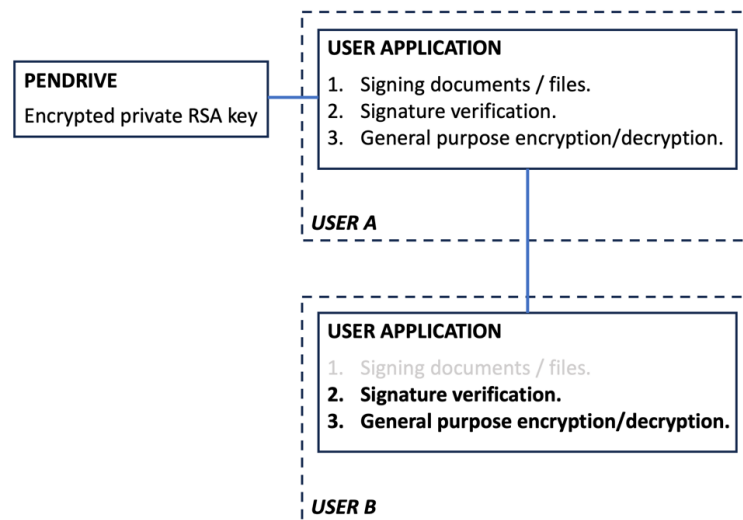 PENDRIVE
Encrypted private RSA key
USER APPLICATION
1. Signing documents / files.
2. Signature verification.
3. General purpose encryption/decryption.
USER A
USER APPLICATION
1. Signing documents / files.
2. Signature verification.
3. General purpose encryption/decryption.
USER B